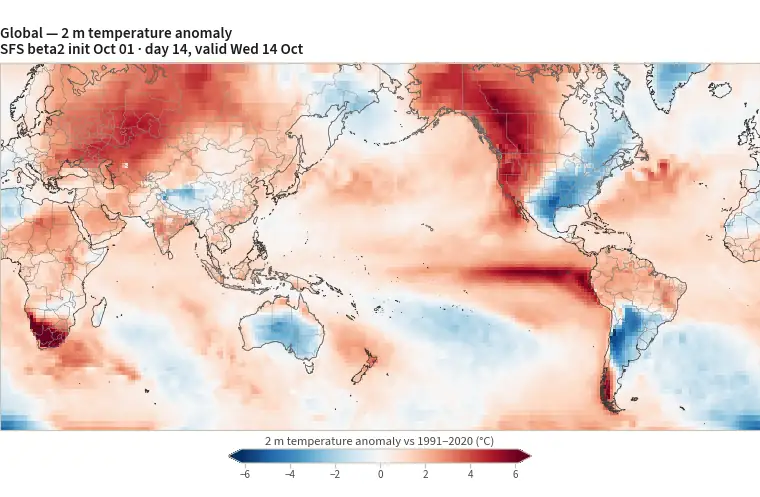 Global — 2 m temperature anomaly
SFS beta2 init Oct 01 · day 14, valid Wed 14 Oct
2 m temperature anomaly vs 1991–2020 (°C)
−6 −4 −2 0 2 4 6